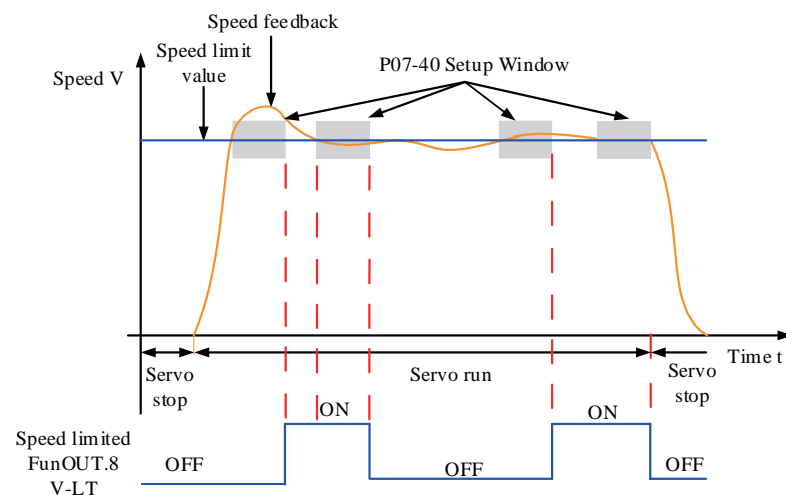 Speed feedback
Speed limit
value
Speed V
P07-40 Setup Window
Time t
Servo
stop
Servo run
Servo
stop
ON
ON
Speed limited
FunOUT.8
V-LT
OFF
OFF
OFF